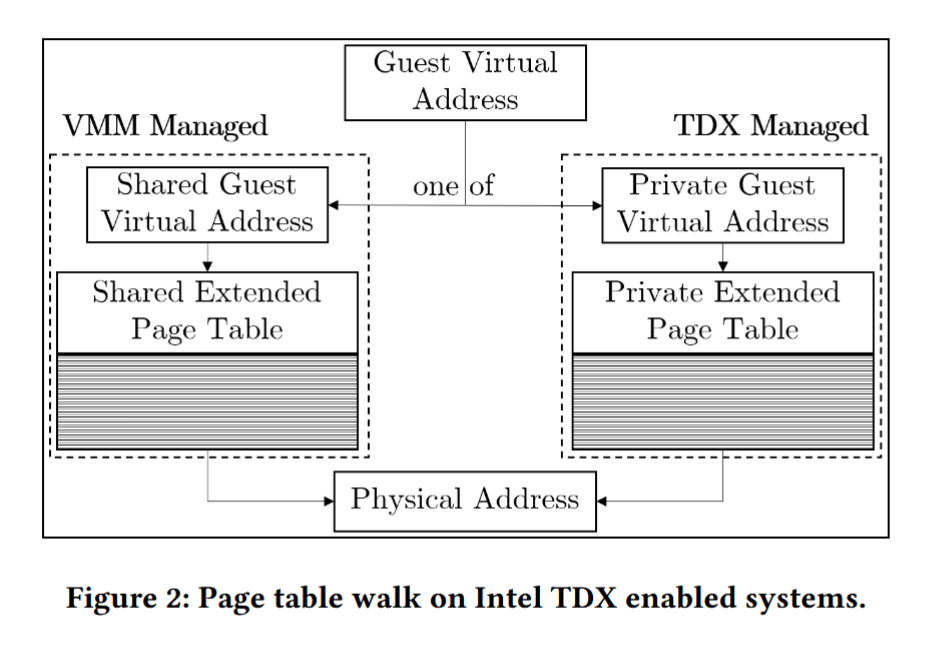 Guest Virtual
Address
VMM Managed
TDX Managed
Shared Guest
Virtual Address
one of
Private Guest
Virtual Address
Shared Extended
Page Table
Private Extended
Page Table
Physical Address
Figure 2: Page table walk on Intel TDX enabled systems.